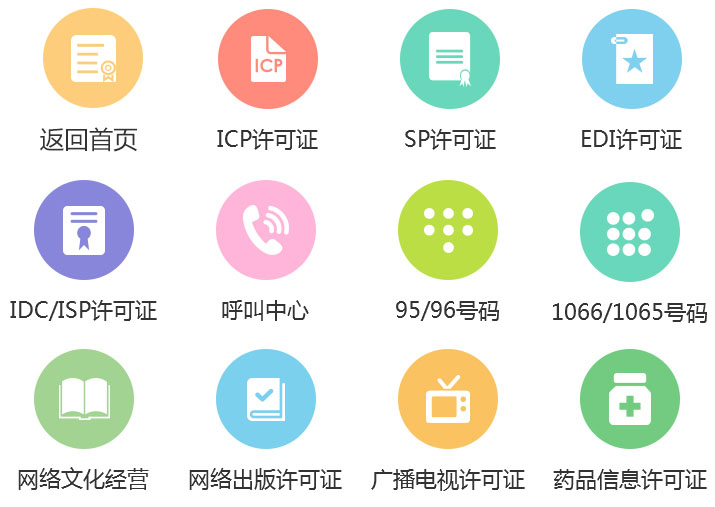 ICP
返回首页
ICP许可证
SP许可证
EDI许可证
IDC/ISP许可证
呼叫中心
95/96号码
1066/1065号码
网络文化经营
网络出版许可证
广播电视许可证
药品信息许可证